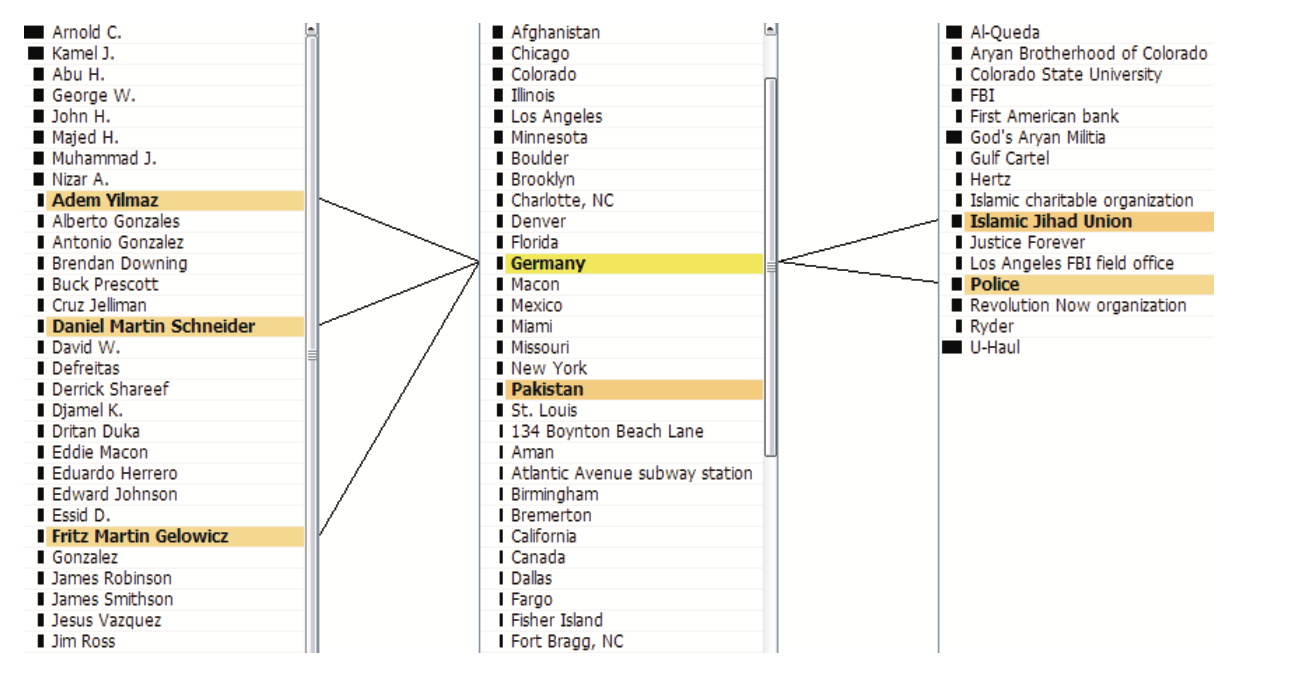 Arnold C.
Kamel J.
Abu H.
George W.
John H.
Majed H.
Muhammad J.
Nizar A.
Adem Yilmaz
Alberto Gonzales
Antonio Gonzalez
Brendan Downing
Buck Prescott
Cruz Jelliman
Daniel Martin Schneider
David W.
Defreitas
Derrick Shareef
Djamel K.
Dritan Duka
Eddie Macon
Eduardo Herrero
Edward Johnson
Essid D.
Fritz Martin Gelowicz
Gonzalez
James Robinson
James Smithson
Jesus Vazquez
Jim Ross
Afghanistan
Chicago
Colorado
Illinois
Los Angeles
Minnesota
Boulder
Brooklyn
Charlotte, NC
Denver
Florida
Germany
Macon
Mexico
Miami
Missouri
New York
Pakistan
St. Louis
134 Boynton Beach Lane
Aman
Atlantic Avenue subway station
Birmingham
Bremerton
California
Canada
Dallas
Fargo
Fisher Island
Fort Bragg, NC
Al-Queda
Aryan Brotherhood of Colorado
Colorado State University
FBI
First American bank
God's Aryan Militia
Gulf Cartel
Hertz
Islamic charitable organization
Islamic Jihad Union
Justice Forever
Los Angeles FBI field office
Police
Revolution Now organization
Ryder
U-Haul